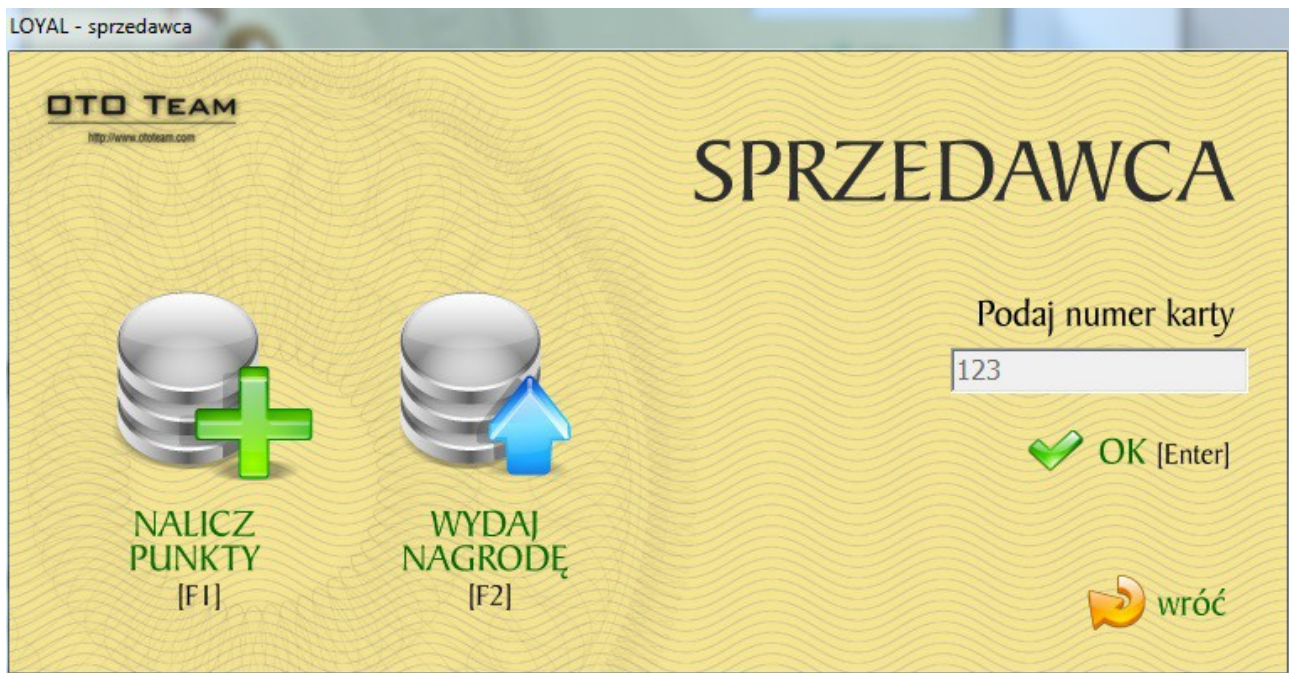 LOYAL - sprzedawca
OTO TEAM
http://www.ototeam.com
SPRZEDAWCA
Podaj numer karty
123
OK [Enter]
NALICZ
PUNKTY
[F1]
WYDAJ
NAGRODĘ
[F2]
wróć